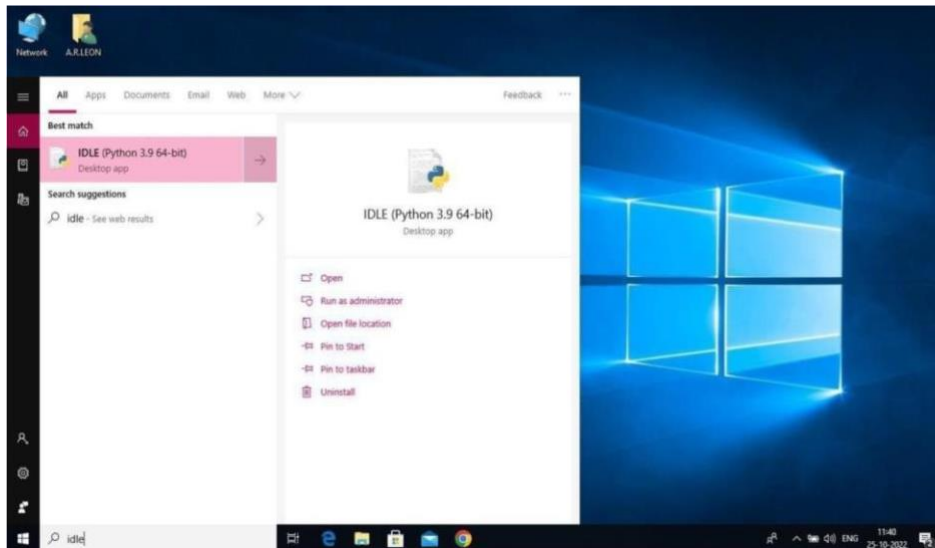 Network
A.R.LEON
All Apps Documents Email Web More
Feedback
Best match
IDLE (Python 3.9 64-bit)
Desktop app
Search suggestions
idle - See web results
IDLE (Python 3.9 64-bit)
Desktop app
Open
Run as administrator
Open file location
Pin to Start
Pin to taskbar
Uninstall
idle
ENG
11:40
25-10-2022